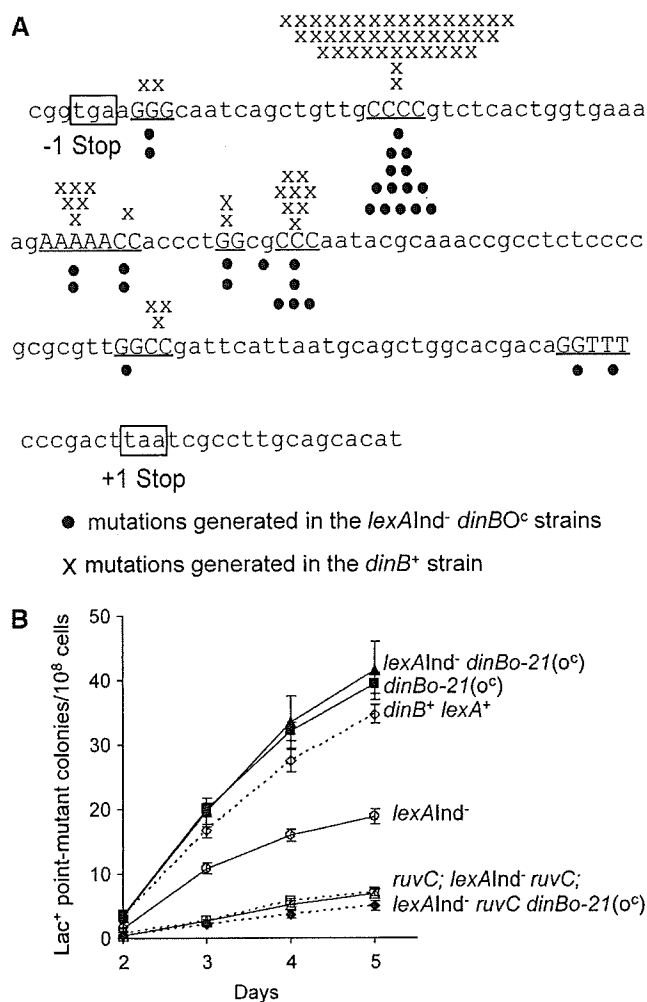 A
cggtgaaGGGcaatcagctgttgCCCCgtctcactggtgaaa
-1 Stop
agAAAAACCaccctGGcgCCCaatacgcaaaccgcctctcccc
gcgcgttGGCCgattcattaatgcagctggcacgacaGGTTT
cccgacttaatcgccttgcagcacat
+1 Stop
● mutations generated in the lexAInd⁻ dinBOᶜ strains
X mutations generated in the dinB⁺ strain
B
Lac⁺ point-mutant colonies/10⁸ cells
50
40
30
20
10
0
lexAInd⁻ dinBo-21(oᶜ)
dinBo-21(oᶜ)
dinB⁺ lexA⁺
lexAInd⁻
ruvC; lexAInd⁻ ruvC;
lexAInd⁻ ruvC dinBo-21(oᶜ)
2 3 4 5
Days